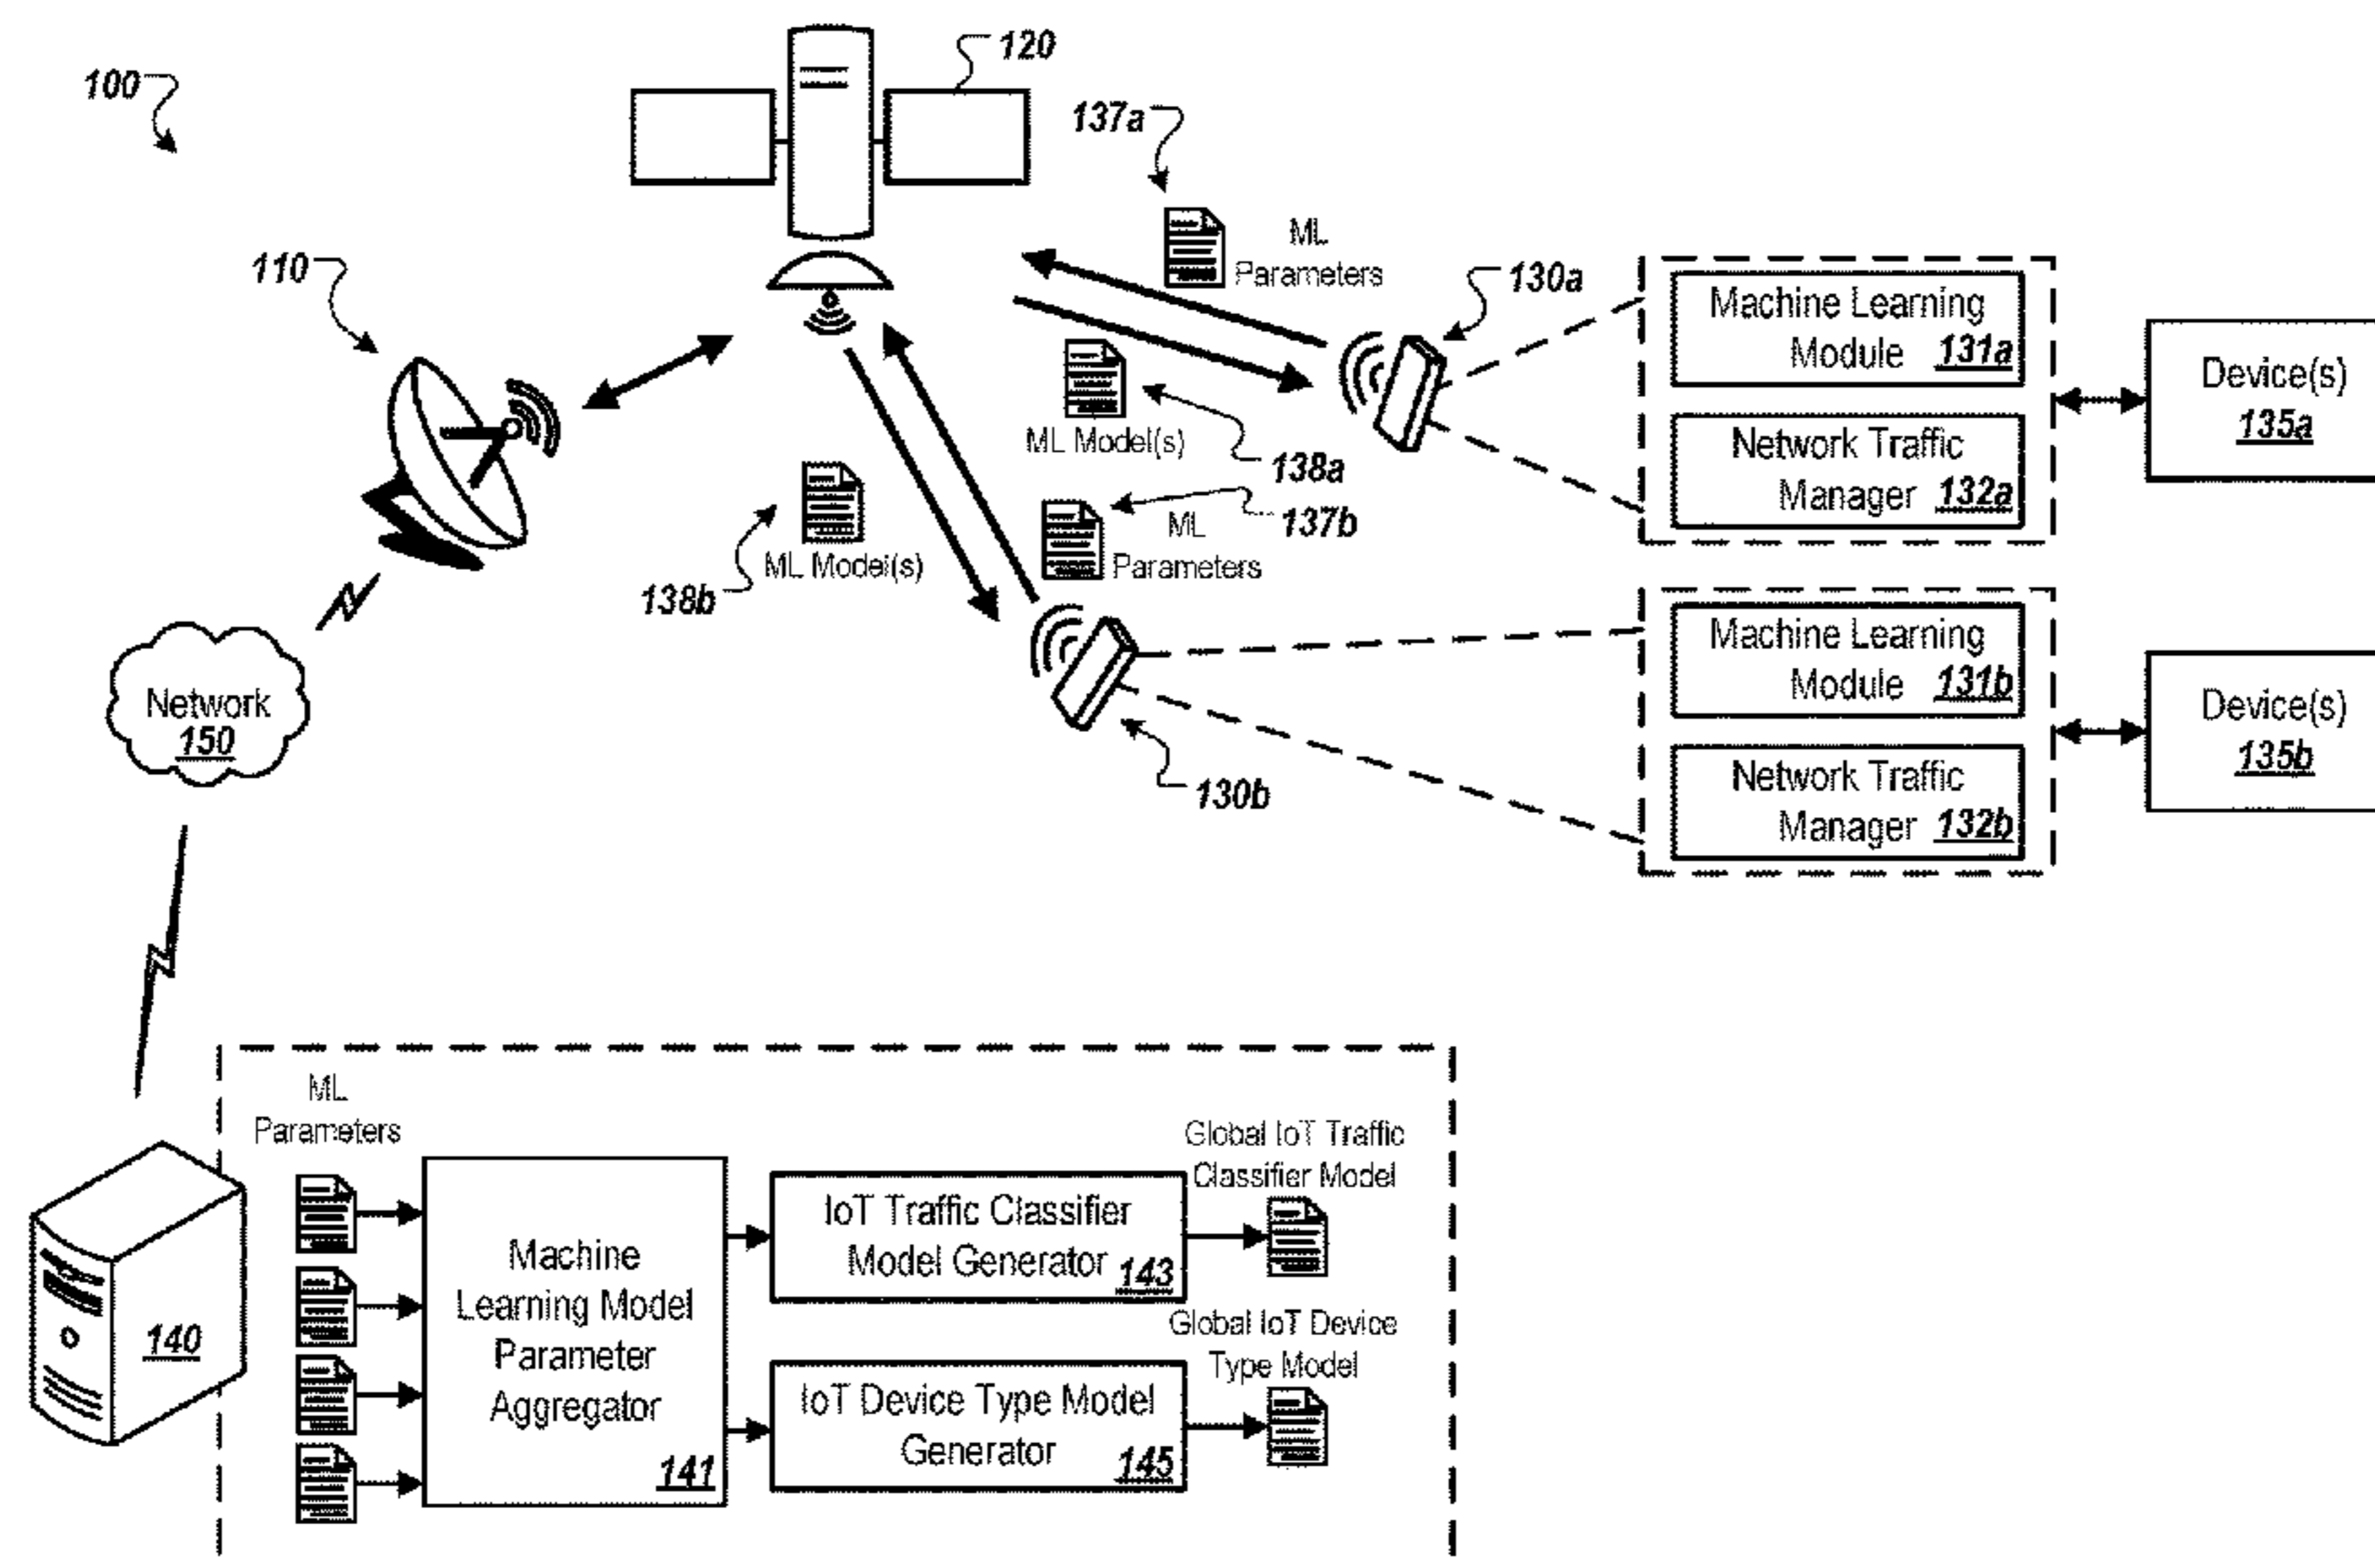 100
120
137a
ML
Parameters
110
130a
Machine Learning
Module 131a
Network Traffic
Manager 132a
Device(s)
135a
ML Model(s)
138a
137b
ML
Parameters
ML Model(s)
138b
130b
Machine Learning
Module 131b
Network Traffic
Manager 132b
Device(s)
135b
Network
150
140
ML
Parameters
Machine
Learning Model
Parameter
Aggregator
141
IoT Traffic Classifier
Model Generator 143
Global IoT Traffic
Classifier Model
IoT Device Type Model
Generator 145
Global IoT Device
Type Model